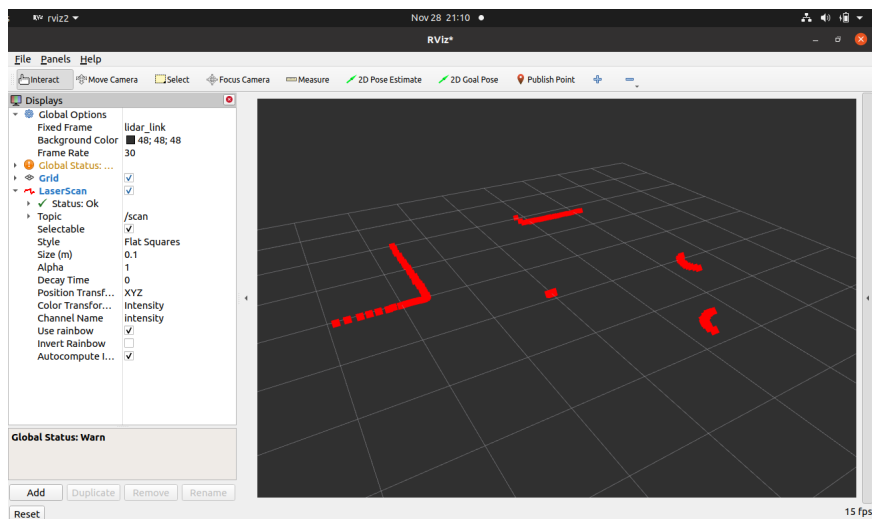 rviz2
Nov 28 21:10
RViz*
File Panels Help
Interact Move Camera Select Focus Camera Measure 2D Pose Estimate 2D Goal Pose Publish Point
Displays
Global Options
Fixed Frame lidar_link
Background Color 48; 48; 48
Frame Rate 30
Global Status: ...
Grid
LaserScan
Status: Ok
Topic /scan
Selectable
Style Flat Squares
Size (m) 0.1
Alpha 1
Decay Time 0
Position Transf... XYZ
Color Transfor... Intensity
Channel Name intensity
Use rainbow
Invert Rainbow
Autocompute I...
Global Status: Warn
Add Duplicate Remove Rename
Reset
15 fps